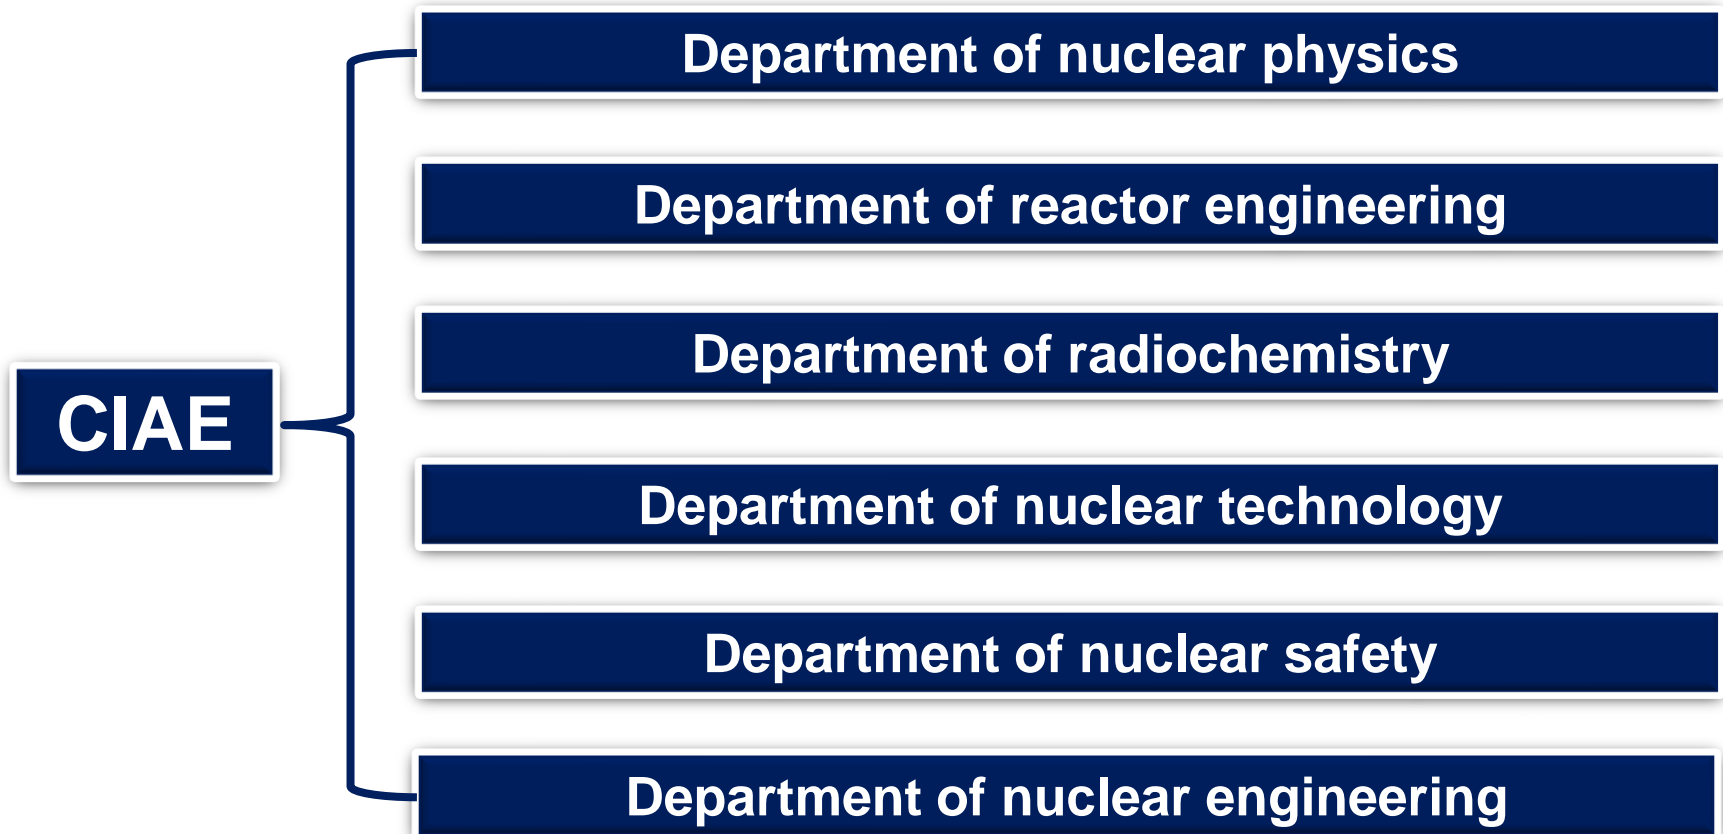 Department of nuclear physics
Department of reactor engineering
Department of radiochemistry
CIAE
Department of nuclear technology
Department of nuclear safety
Department of nuclear engineering